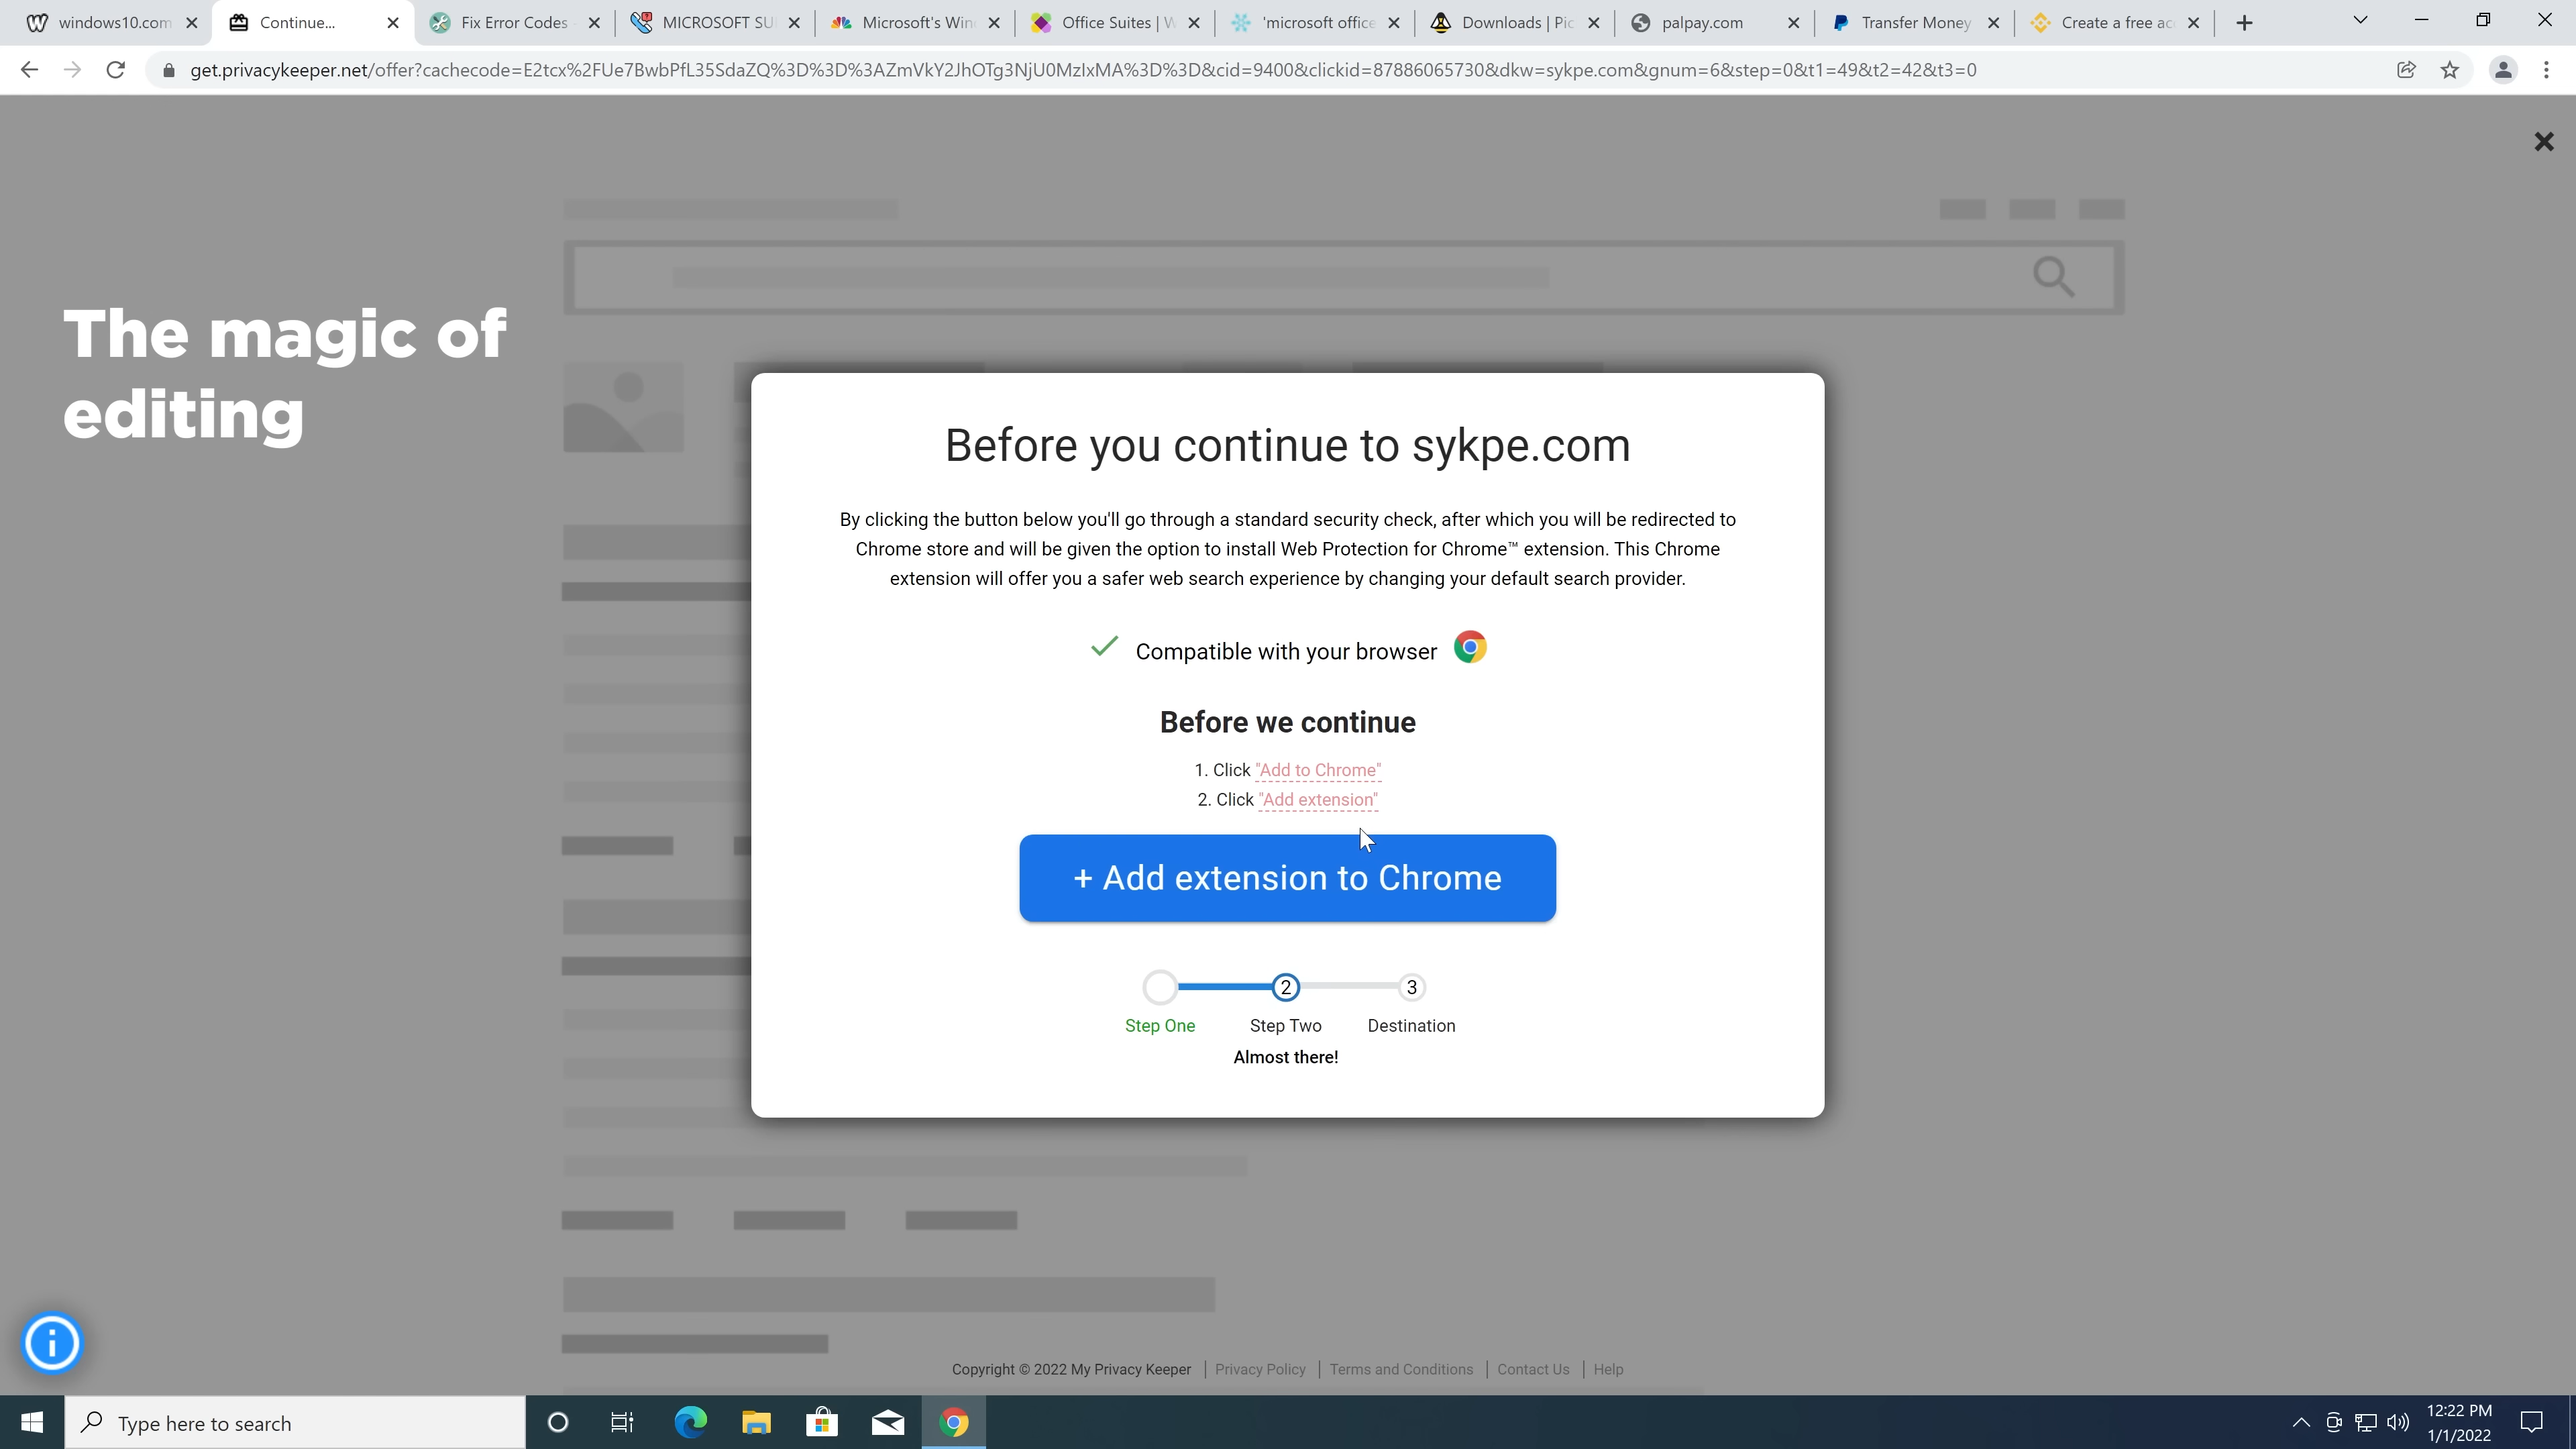 windows10.com
Continue...
Fix Error Codes
MICROSOFT SU
Microsoft's Win
Office Suites | W
'microsoft office
Downloads | Pic
palpay.com
Transfer Money
Create a free ac
get.privacykeeper.net/offer?cachecode=E2tcx%2FUe7BwbPfL35SdaZQ%3D%3D%3AZmVkY2JhOTg3NjU0MzIxMA%3D%3D&cid=9400&clickid=87886065730&dkw=sykpe.com&gnum=6&step=0&t1=49&t2=42&t3=0
The magic of
editing
Before you continue to sykpe.com
By clicking the button below you'll go through a standard security check, after which you will be redirected to
Chrome store and will be given the option to install Web Protection for Chrome™ extension. This Chrome
extension will offer you a safer web search experience by changing your default search provider.
Compatible with your browser
Before we continue
1. Click "Add to Chrome"
2. Click "Add extension"
+ Add extension to Chrome
2
3
Step One
Step Two
Destination
Almost there!
Copyright © 2022 My Privacy Keeper | Privacy Policy | Terms and Conditions | Contact Us | Help
Type here to search
12:22 PM
1/1/2022